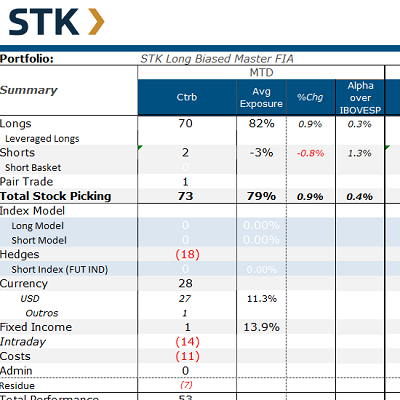 STK
Portfolio: STK Long Biased Master FIA
MTD
Summary Ctrb Avg Exposure %Chg Alpha over IBOVESP
Longs 70 82% 0.9% 0.3%
Leveraged Longs
Shorts 2 -3% -0.8% 1.3%
Short Basket 0
Pair Trade 1
Total Stock Picking 73 79% 0.9% 0.4%
Index Model
Long Model 0 0.00%
Short Model 0 0.00%
Hedges (18)
Short Index (FUT IND) 0 0.00%
Currency 28
USD 27 11.3%
Outros 1
Fixed Income 1 13.9%
Intraday (14)
Costs (11)
Admin 0
Residue (7)
Total Performance 53